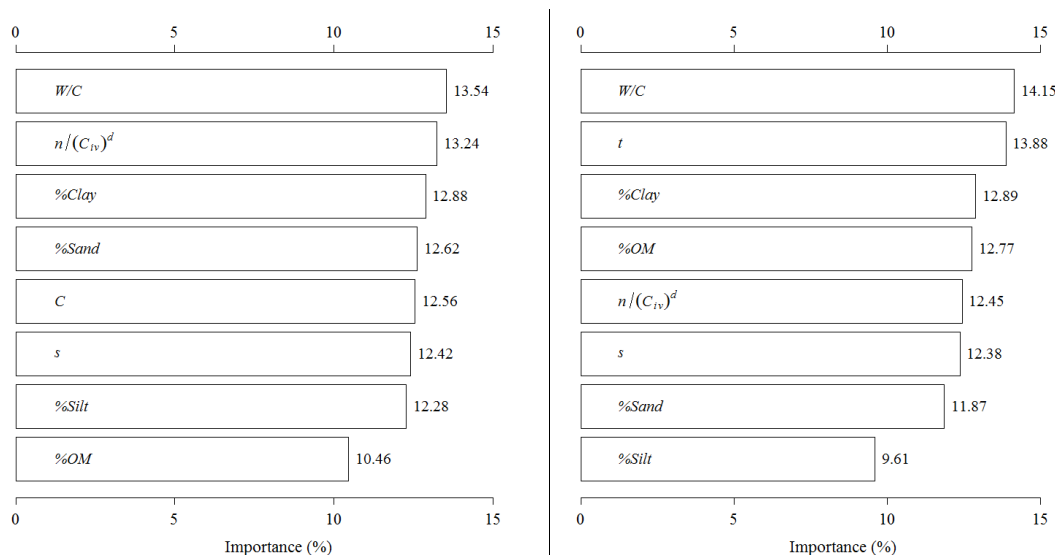 0 5 10 15
W/C 13.54
n/(C_iv)^d 13.24
%Clay 12.88
%Sand 12.62
C 12.56
s 12.42
%Silt 12.28
%OM 10.46
0 5 10 15
Importance (%)
0 5 10 15
W/C 14.15
t 13.88
%Clay 12.89
%OM 12.77
n/(C_iv)^d 12.45
s 12.38
%Sand 11.87
%Silt 9.61
0 5 10 15
Importance (%)